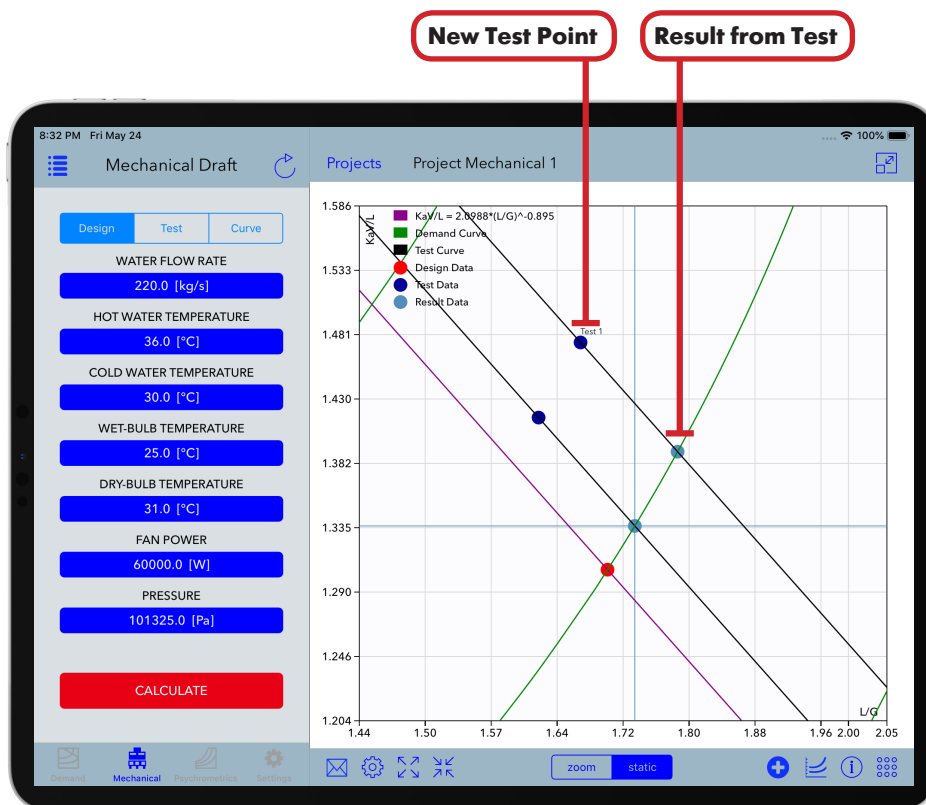 New Test Point
Result from Test
8:32 PM Fri May 24
100%
Mechanical Draft
Projects
Project Mechanical 1
Design
Test
Curve
WATER FLOW RATE
220.0 [kg/s]
HOT WATER TEMPERATURE
36.0 [°C]
COLD WATER TEMPERATURE
30.0 [°C]
WET-BULB TEMPERATURE
25.0 [°C]
DRY-BULB TEMPERATURE
31.0 [°C]
FAN POWER
60000.0 [W]
PRESSURE
101325.0 [Pa]
CALCULATE
Demand
Mechanical
Psychrometrics
Settings
KaV/L
KaV/L = 2.0988*(L/G)^-0.895
Demand Curve
Test Curve
Design Data
Test Data
Result Data
Test 1
1.586
1.533
1.481
1.430
1.382
1.335
1.290
1.246
1.204
L/G
1.44 1.50 1.57 1.64 1.72 1.80 1.88 1.96 2.00 2.05
zoom
static